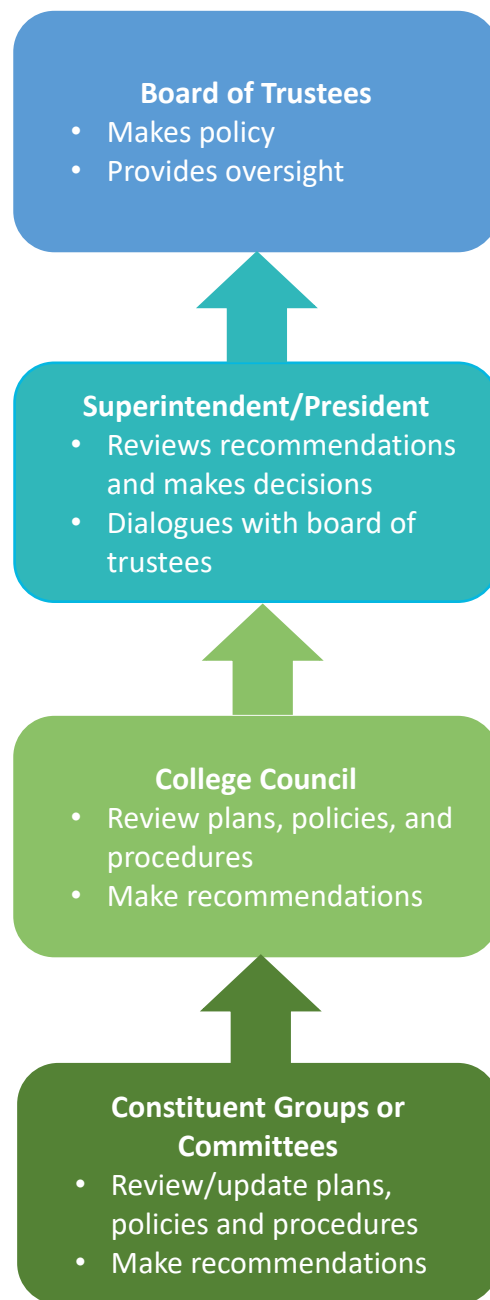 Board of Trustees
• Makes policy
• Provides oversight
Superintendent/President
• Reviews recommendations
and makes decisions
• Dialogues with board of
trustees
College Council
• Review plans, policies, and
procedures
• Make recommendations
Constituent Groups or
Committees
• Review/update plans,
policies and procedures
• Make recommendations